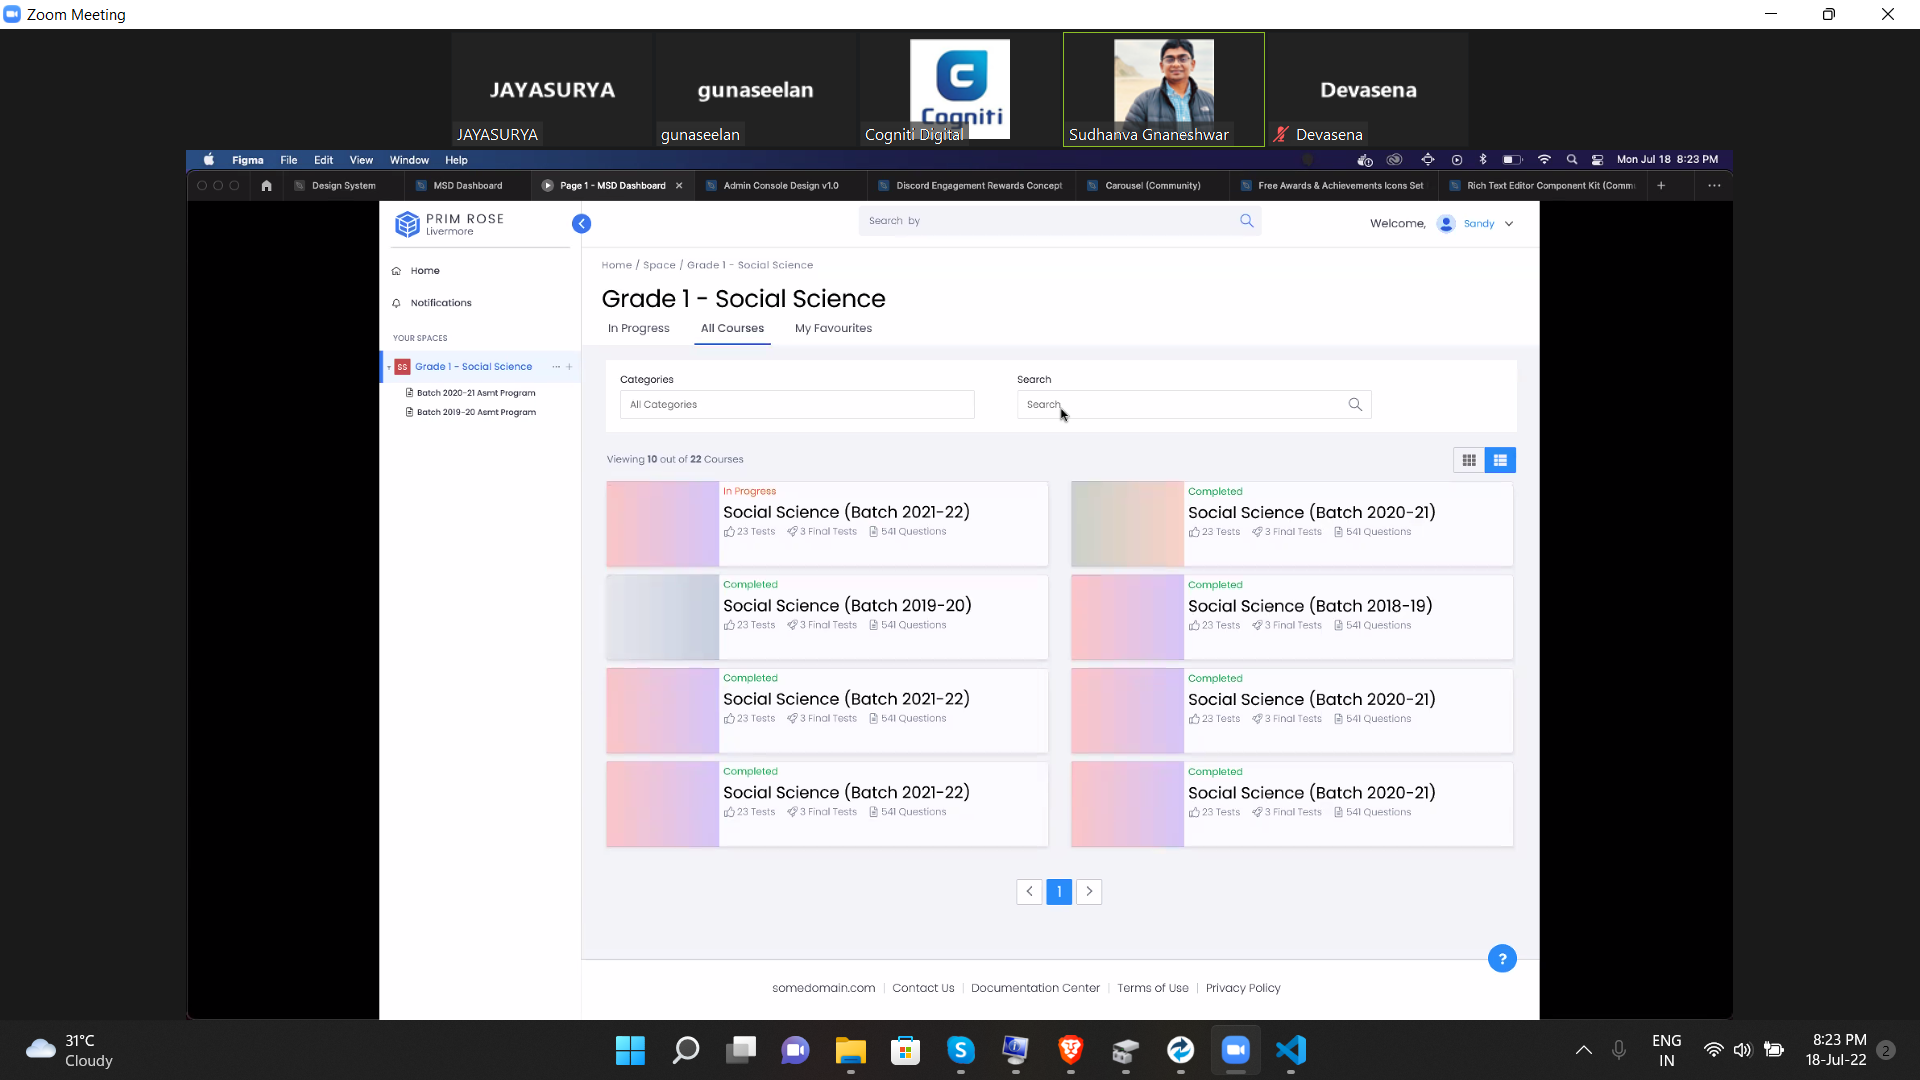 Zoom Meeting
JAYASURYA
gunaseelan
Cogniti
Devasena
JAYASURYA
gunaseelan
Cogniti Digital
Sudhanva Gnaneshwar
Devasena
Figma File Edit View Window Help
Mon Jul 18 8:23 PM
Design System
MSD Dashboard
Page 1 - MSD Dashboard
Admin Console Design v1.0
Discord Engagement Rewards Concept
Carousel (Community)
Free Awards & Achievements Icons Set
Rich Text Editor Component Kit (Comm
PRIM ROSE
Livermore
Search by
Welcome, Sandy
Home
Notifications
YOUR SPACES
SS Grade 1 - Social Science
Batch 2020-21 Asmt Program
Batch 2019-20 Asmt Program
Home / Space / Grade 1 - Social Science
Grade 1 - Social Science
In Progress All Courses My Favourites
Categories
All Categories
Search
Search
Viewing 10 out of 22 Courses
In Progress
Social Science (Batch 2021-22)
23 Tests 3 Final Tests 541 Questions
Completed
Social Science (Batch 2020-21)
23 Tests 3 Final Tests 541 Questions
Completed
Social Science (Batch 2019-20)
23 Tests 3 Final Tests 541 Questions
Completed
Social Science (Batch 2018-19)
23 Tests 3 Final Tests 541 Questions
Completed
Social Science (Batch 2021-22)
23 Tests 3 Final Tests 541 Questions
Completed
Social Science (Batch 2020-21)
23 Tests 3 Final Tests 541 Questions
Completed
Social Science (Batch 2021-22)
23 Tests 3 Final Tests 541 Questions
Completed
Social Science (Batch 2020-21)
23 Tests 3 Final Tests 541 Questions
1
?
somedomain.com | Contact Us | Documentation Center | Terms of Use | Privacy Policy
31°C
Cloudy
ENG
IN
8:23 PM
18-Jul-22
2